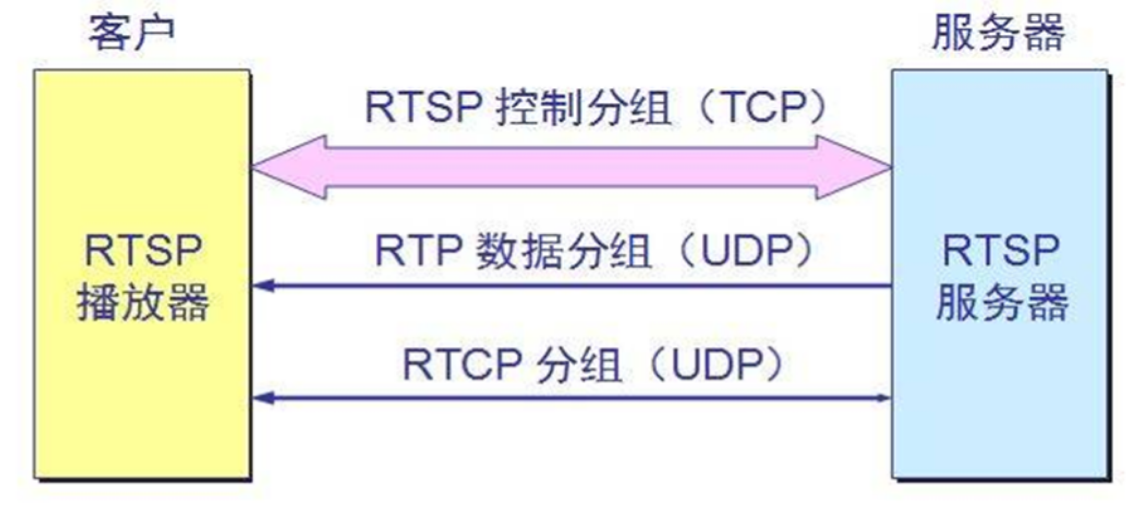 客户
服务器
RTSP 控制分组（TCP）
RTP 数据分组（UDP）
RTSP
播放器
RTSP
服务器
RTCP 分组（UDP）